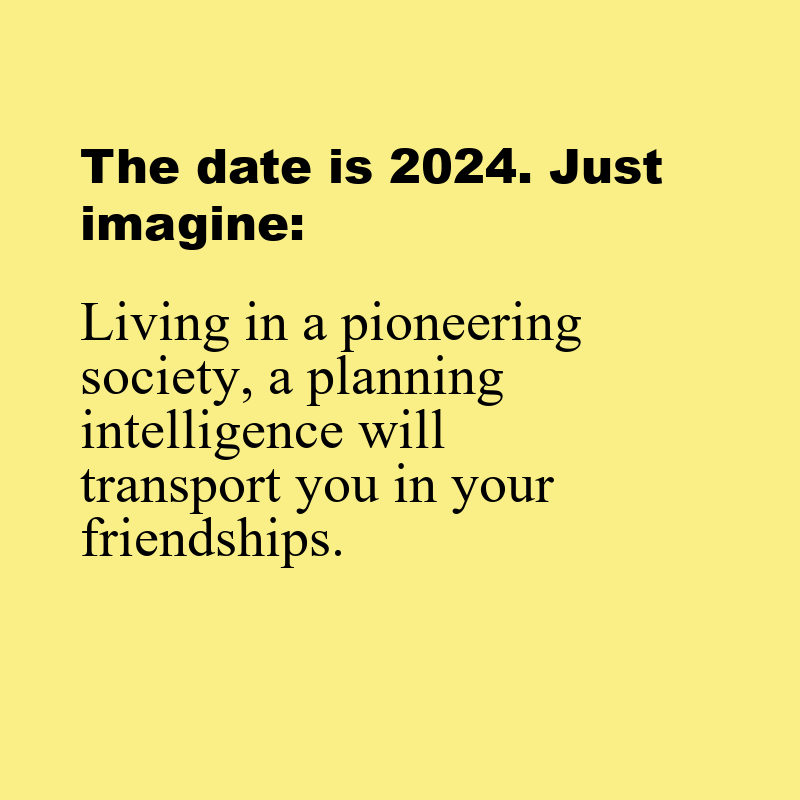 The date is 2024. Just
imagine:
Living in a pioneering
society, a planning
intelligence will
transport you in your
friendships.